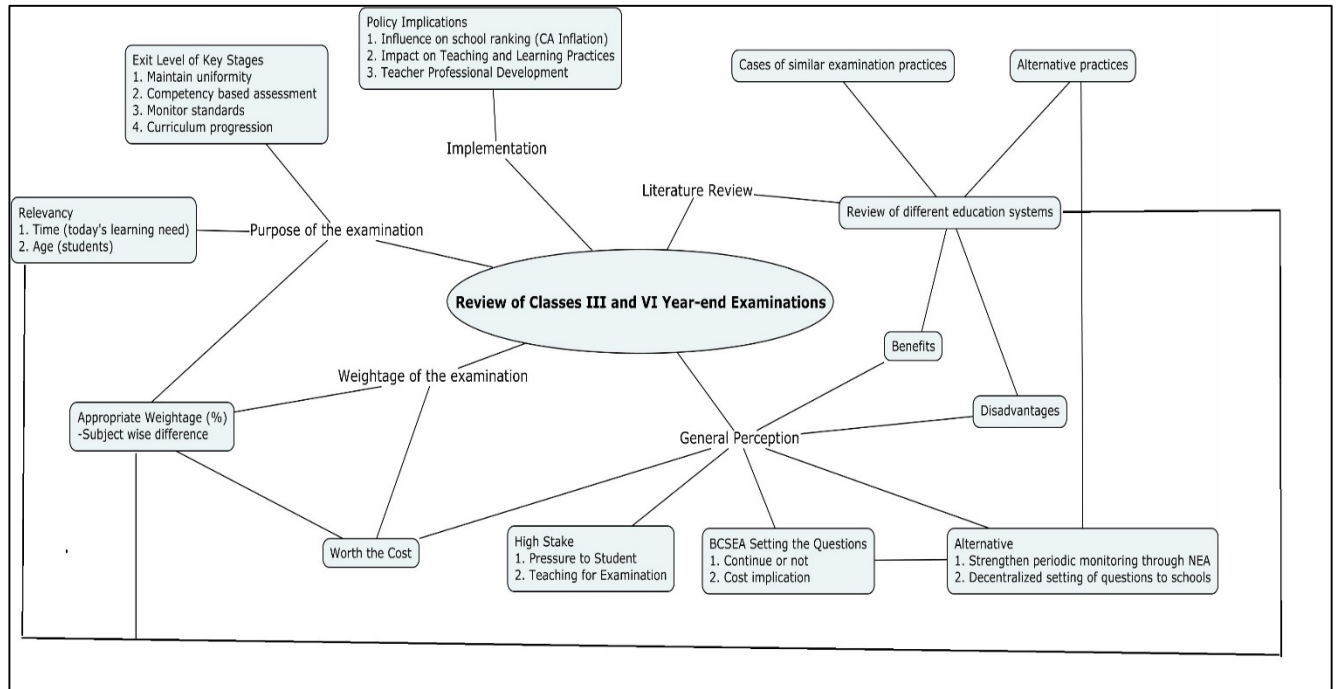 Policy Implications
1. Influence on school ranking (CA Inflation)
2. Impact on Teaching and Learning Practices
3. Teacher Professional Development
Exit Level of Key Stages
1. Maintain uniformity
2. Competency based assessment
3. Monitor standards
4. Curriculum progression
Cases of similar examination practices
Alternative practices
Implementation
Literature Review
Relevancy
1. Time (today's learning need)
2. Age (students)
Purpose of the examination
Review of different education systems
Review of Classes III and VI Year-end Examinations
Benefits
Weightage of the examination
Disadvantages
Appropriate Weightage (%)
-Subject wise difference
General Perception
Worth the Cost
High Stake
1. Pressure to Student
2. Teaching for Examination
BCSEA Setting the Questions
1. Continue or not
2. Cost implication
Alternative
1. Strengthen periodic monitoring through NEA
2. Decentralized setting of questions to schools